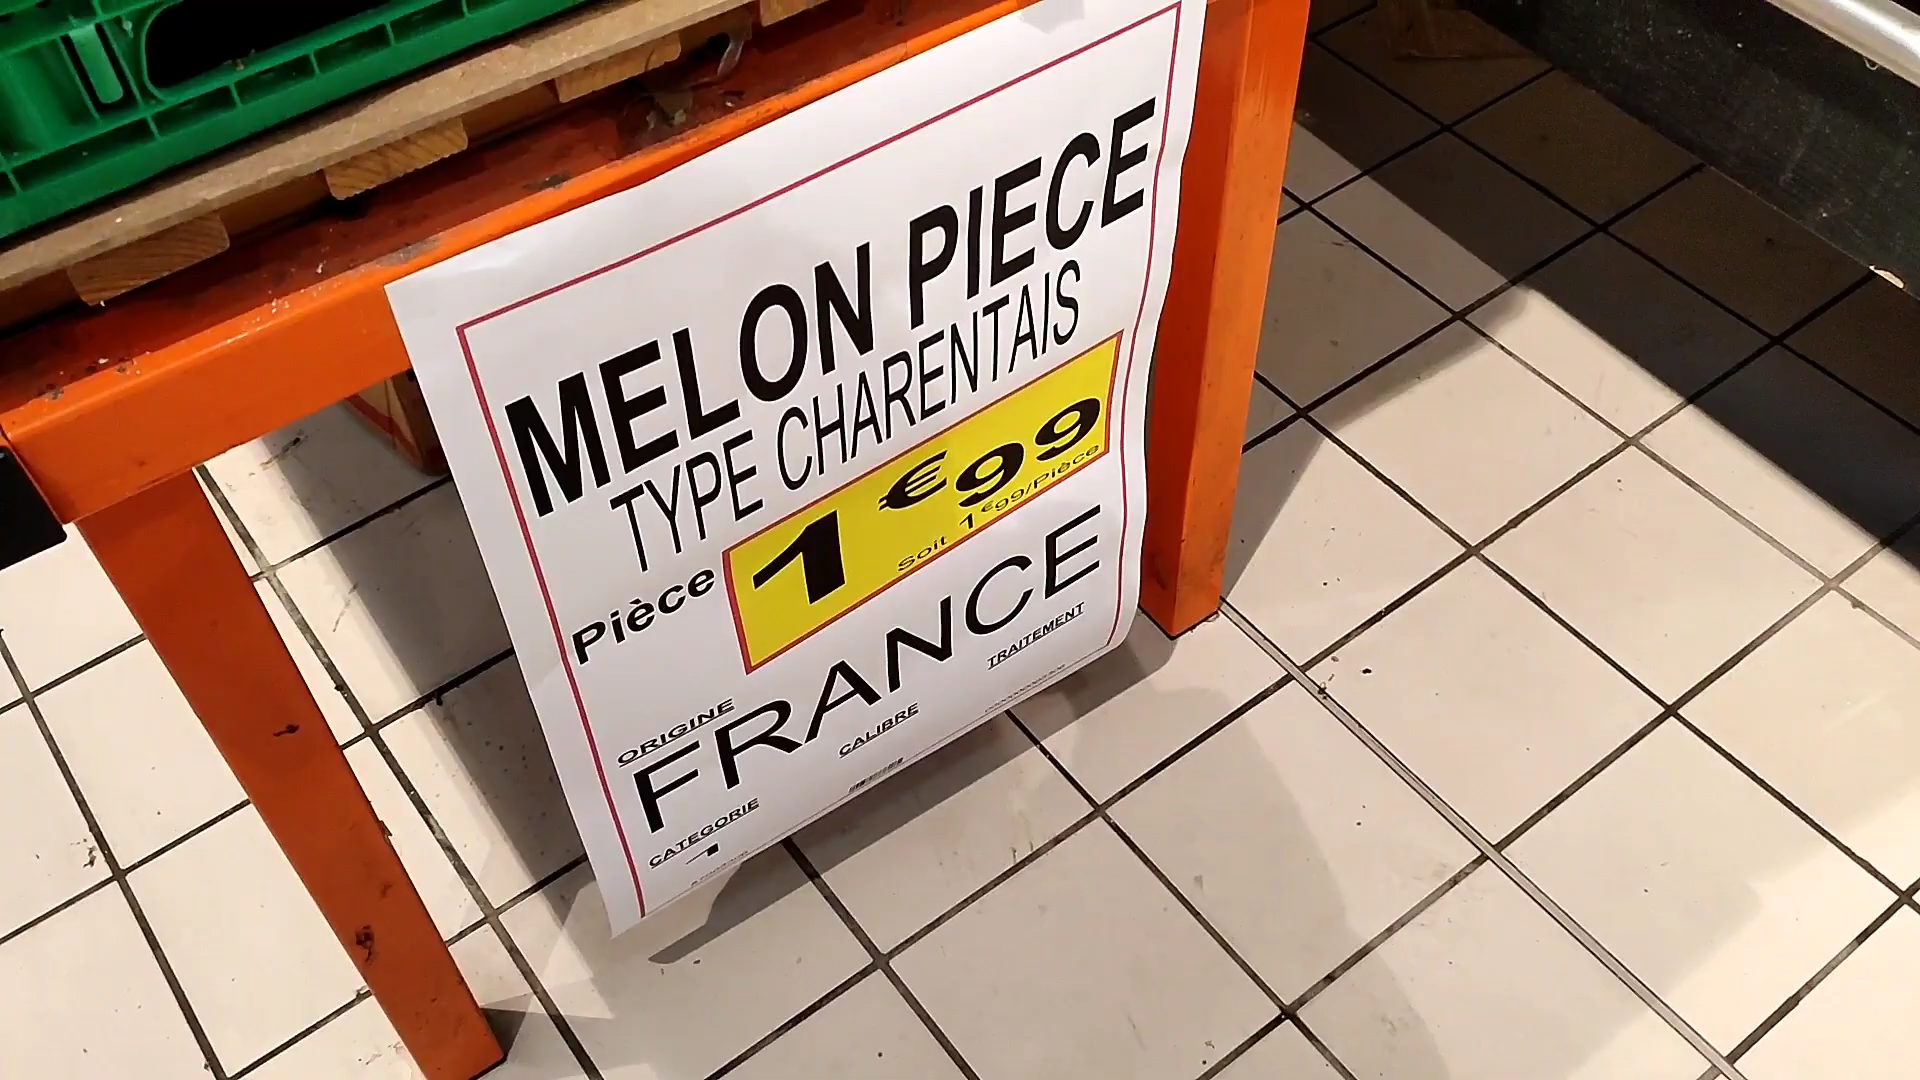 MELON PIECE
TYPE CHARENTAIS
Pièce 1€99
Soit 1€99/Pièce
ORIGINE
FRANCE
CATEGORIE CALIBRE TRAITEMENT
1